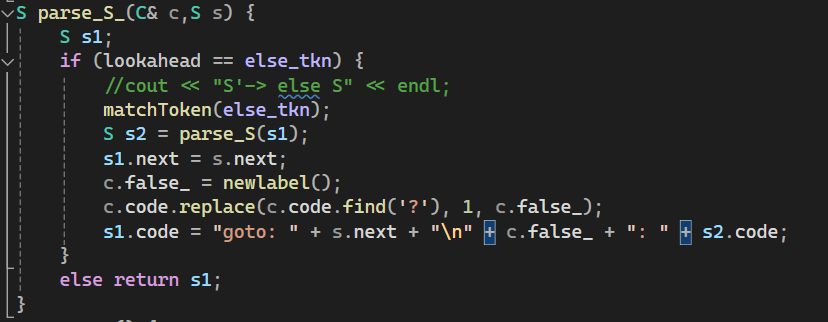 S parse_S_(C& c,S s) {
    S s1;
    if (lookahead == else_tkn) {
        //cout << "S'-> else S" << endl;
        matchToken(else_tkn);
        S s2 = parse_S(s1);
        s1.next = s.next;
        c.false_ = newlabel();
        c.code.replace(c.code.find('?'), 1, c.false_);
        s1.code = "goto: " + s.next + "\n" + c.false_ + ": " + s2.code;
    }
    else return s1;
}